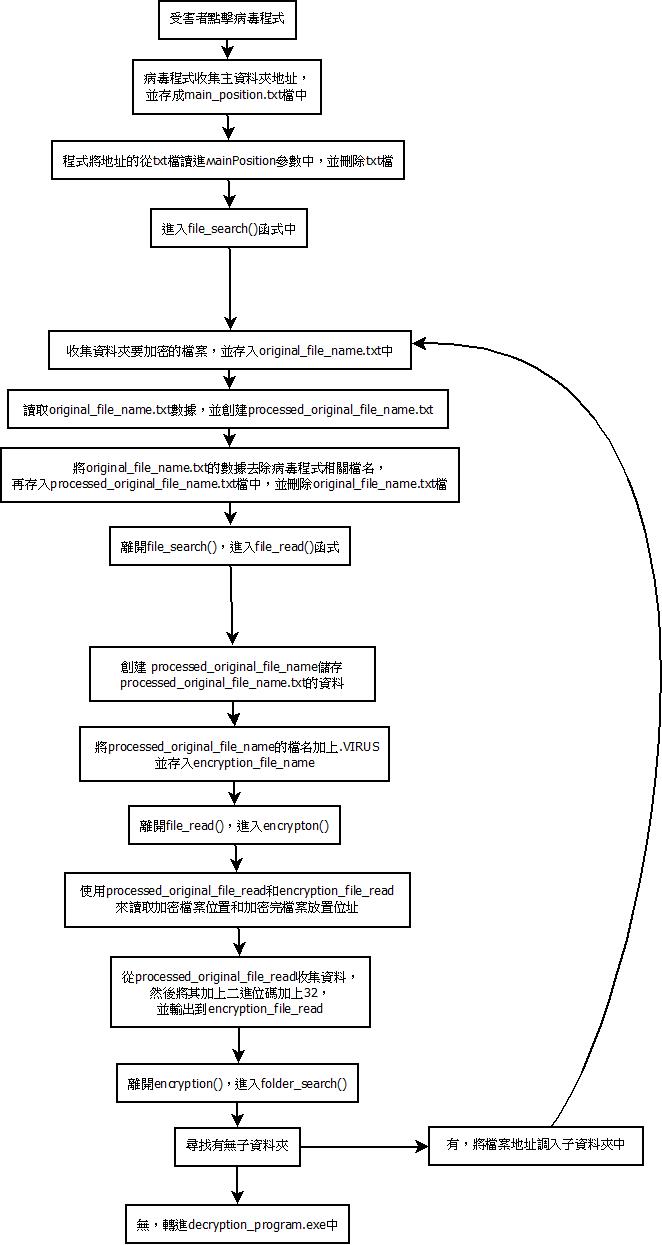 受害者點擊病毒程式
病毒程式收集主資料夾地址，
並存成main_position.txt檔中
程式將地址的從txt檔讀進MainPosition參數中，並刪除txt檔
進入file_search()函式中
收集資料夾要加密的檔案，並存入original_file_name.txt中
讀取original_file_name.txt數據，並創建processed_original_file_name.txt
將original_file_name.txt的數據去除病毒程式相關檔名，
再存入processed_original_file_name.txt檔中，並刪除original_file_name.txt檔
離開file_search()，進入file_read()函式
創建 processed_original_file_name儲存
processed_original_file_name.txt的資料
將processed_original_file_name的檔名加上.VIRUS
並存入encryption_file_name
離開file_read()，進入encrypton()
使用processed_original_file_read和encryption_file_read
來讀取加密檔案位置和加密完檔案放置位址
從processed_original_file_read收集資料，
然後將其加上二進位碼加上32，
並輸出到encryption_file_read
離開encryption()，進入folder_search()
尋找有無子資料夾
有，將檔案地址調入子資料夾中
無，轉進decryption_program.exe中